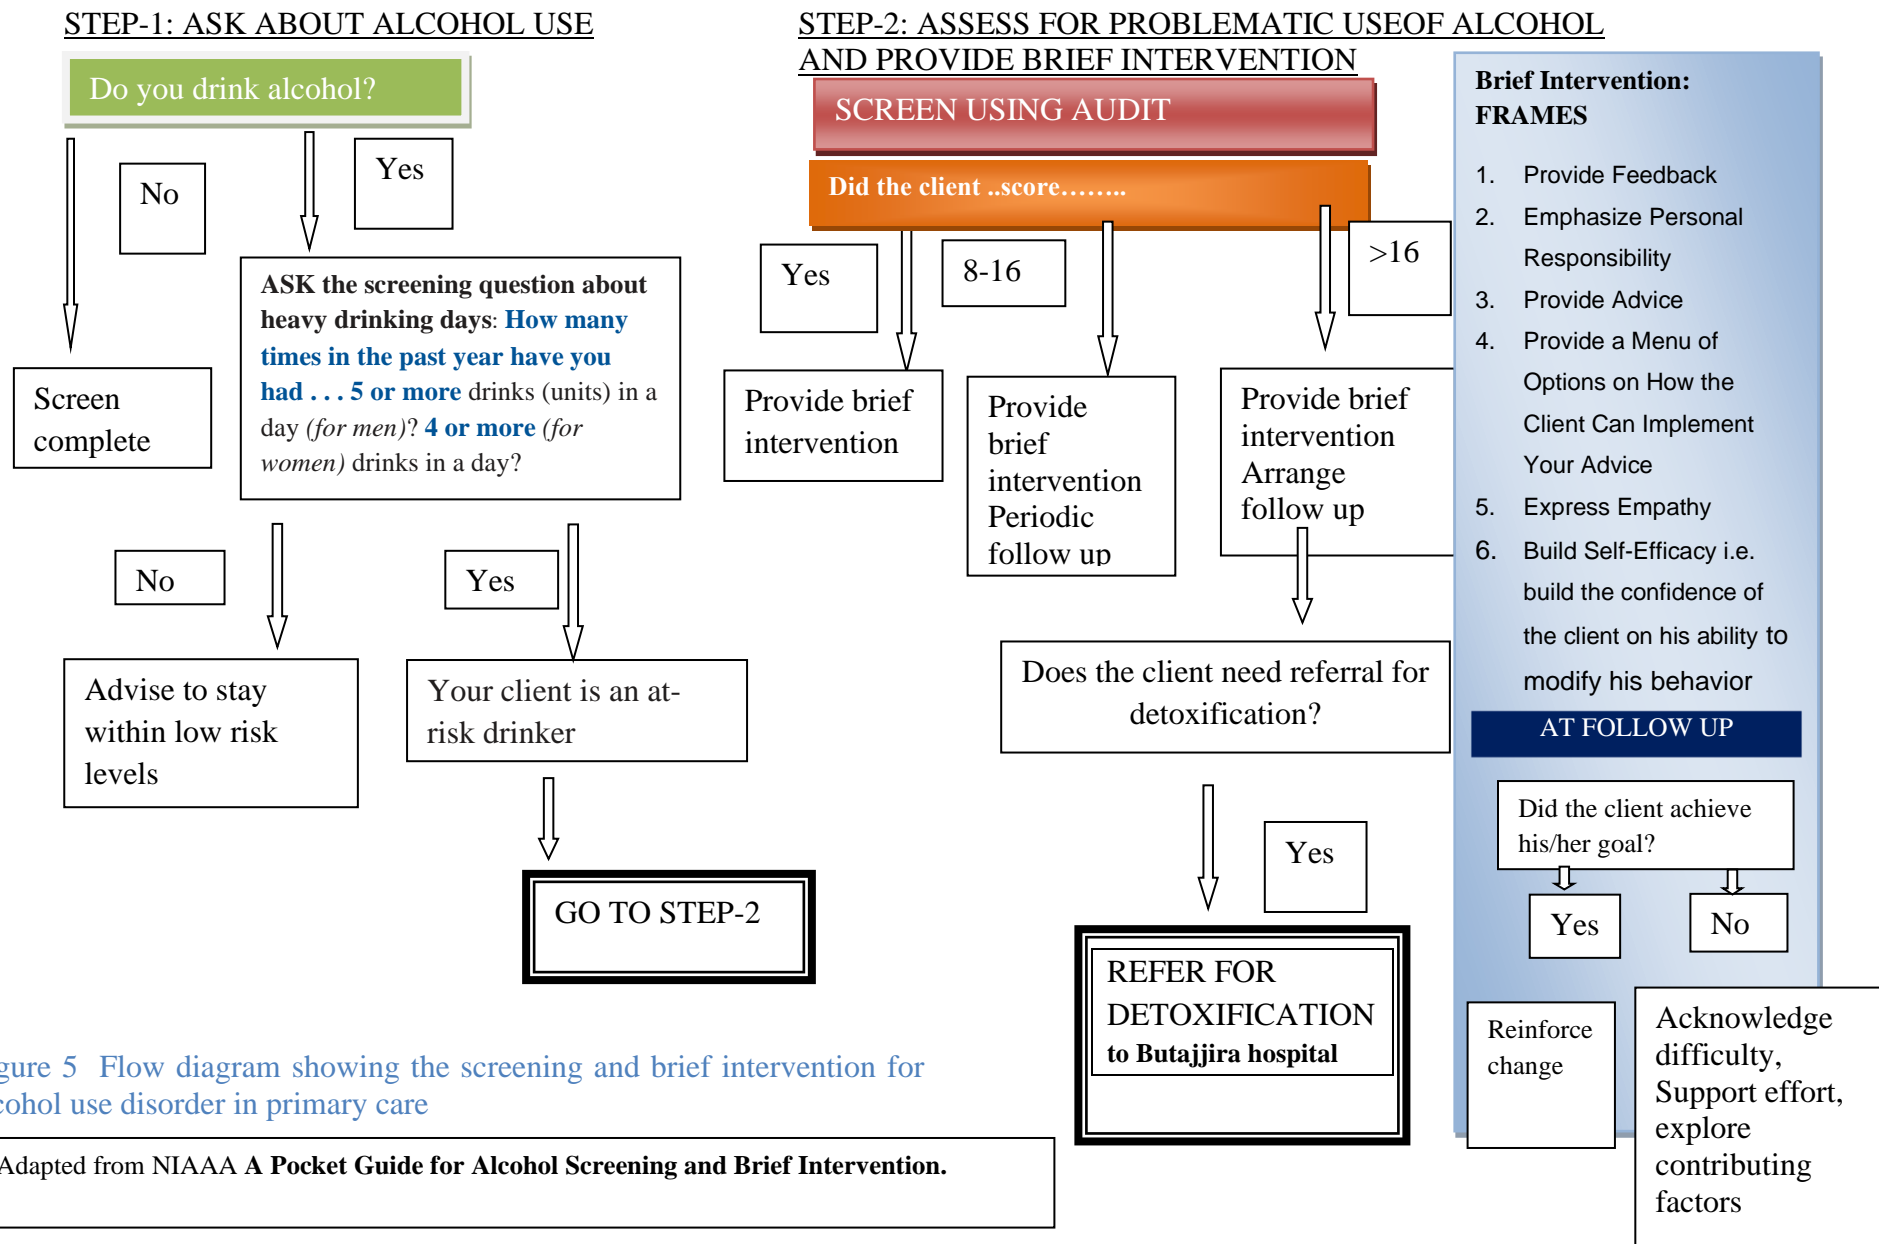 STEP-1: ASK ABOUT ALCOHOL USE
Do you drink alcohol?
No
Yes
Screen
complete
ASK the screening question about
heavy drinking days: How many
times in the past year have you
had . . . 5 or more drinks (units) in a
day (for men)? 4 or more (for
women) drinks in a day?
No
Yes
Advise to stay
within low risk
levels
Your client is an at-
risk drinker
GO TO STEP-2
STEP-2: ASSESS FOR PROBLEMATIC USEOF ALCOHOL
AND PROVIDE BRIEF INTERVENTION
SCREEN USING AUDIT
Did the client ..score……..
Yes
8-16
>16
Provide brief
intervention
Provide
brief
intervention
Periodic
follow up
Provide brief
intervention
Arrange
follow up
Does the client need referral for
detoxification?
Yes
REFER FOR
DETOXIFICATION
to Butajjira hospital
Brief Intervention:
FRAMES
1. Provide Feedback
2. Emphasize Personal
Responsibility
3. Provide Advice
4. Provide a Menu of
Options on How the
Client Can Implement
Your Advice
5. Express Empathy
6. Build Self-Efficacy i.e.
build the confidence of
the client on his ability to
modify his behavior
AT FOLLOW UP
Did the client achieve
his/her goal?
Yes
No
Reinforce
change
Acknowledge
difficulty,
Support effort,
explore
contributing
factors
gure 5 Flow diagram showing the screening and brief intervention for
cohol use disorder in primary care
Adapted from NIAAA A Pocket Guide for Alcohol Screening and Brief Intervention.